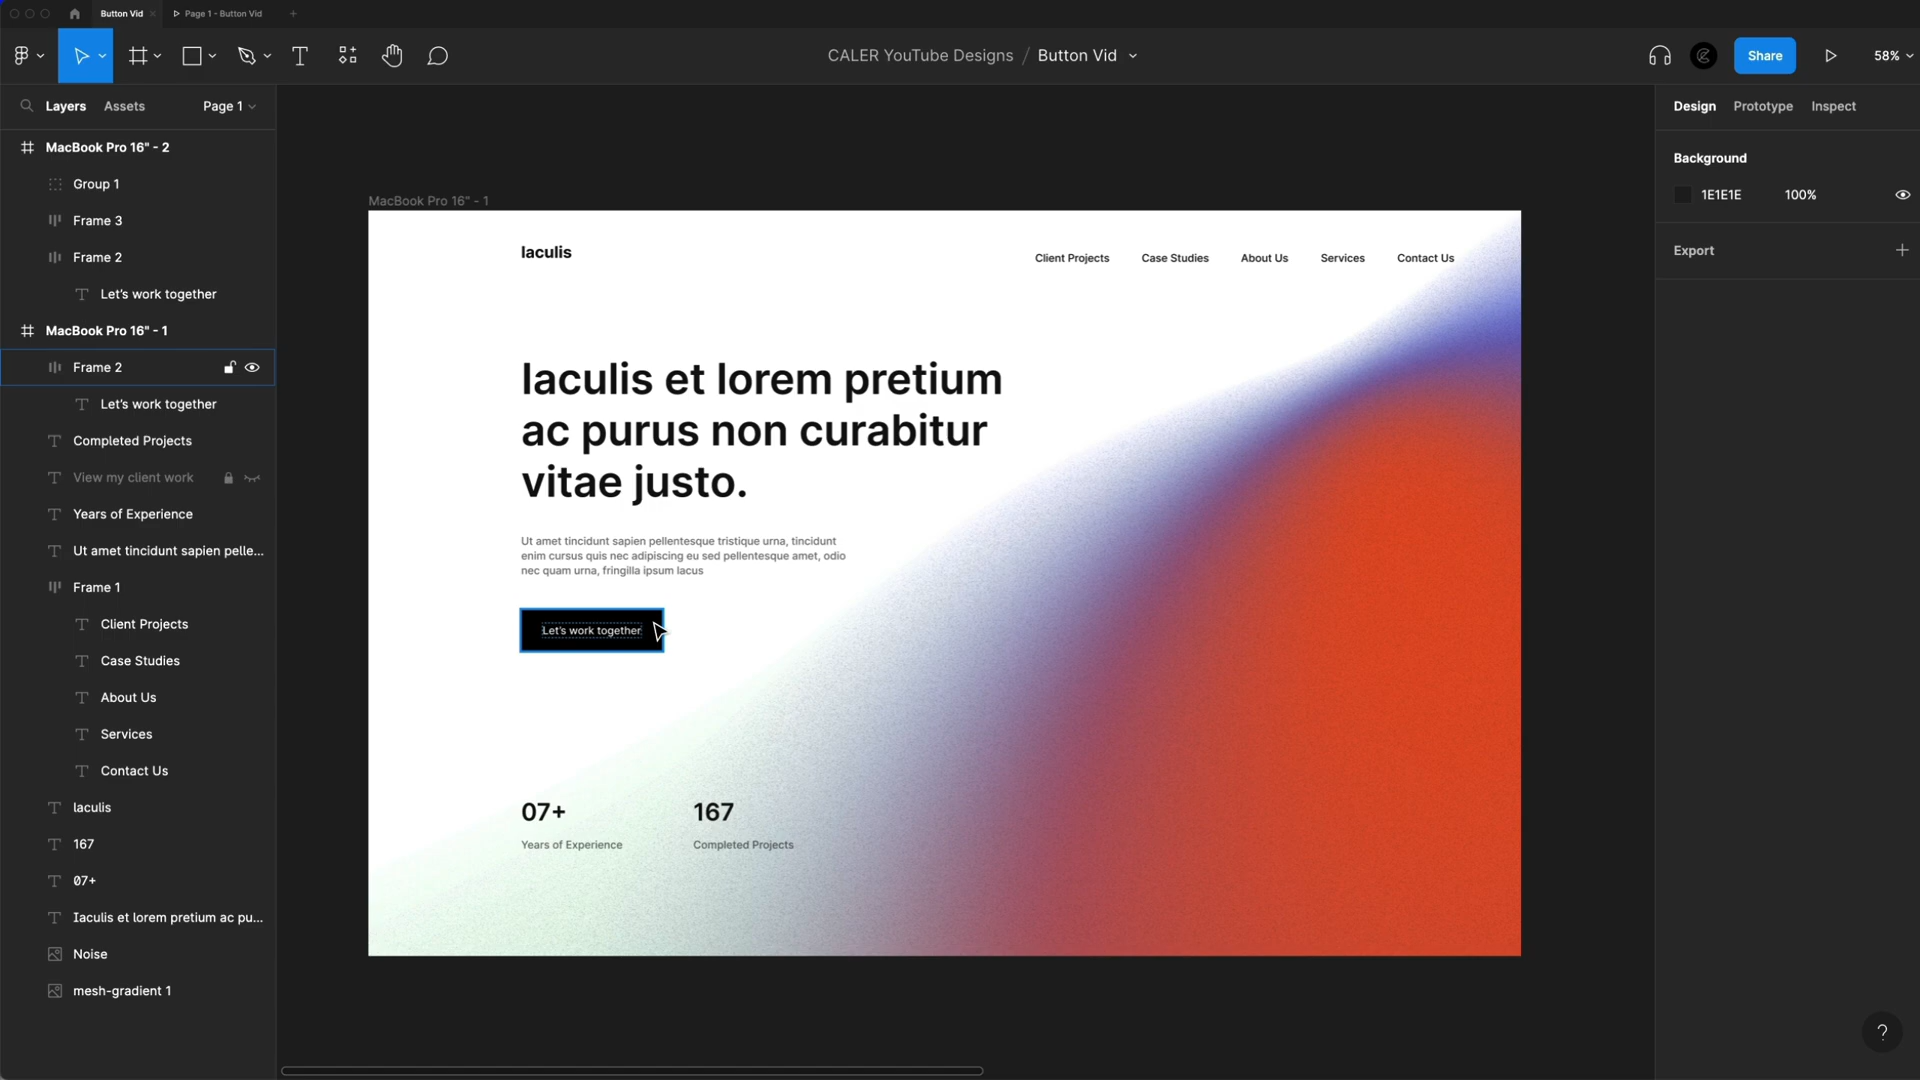 Button Vid
Page 1 - Button Vid
CALER YouTube Designs / Button Vid
Share
58%
Layers
Assets
Page 1
Design
Prototype
Inspect
MacBook Pro 16" - 2
Group 1
Frame 3
Frame 2
Let's work together
MacBook Pro 16" - 1
Frame 2
Let's work together
Completed Projects
View my client work
Years of Experience
Ut amet tincidunt sapien pelle...
Frame 1
Client Projects
Case Studies
About Us
Services
Contact Us
Iaculis
167
07+
Iaculis et lorem pretium ac pu...
Noise
mesh-gradient 1
MacBook Pro 16" - 1
Iaculis
Client Projects
Case Studies
About Us
Services
Contact Us
Iaculis et lorem pretium
ac purus non curabitur
vitae justo.
Ut amet tincidunt sapien pellentesque tristique urna, tincidunt
enim cursus quis nec adipiscing eu sed pellentesque amet, odio
nec quam urna, fringilla ipsum lacus
Let's work together
07+
167
Years of Experience
Completed Projects
Background
1E1E1E
100%
Export
?